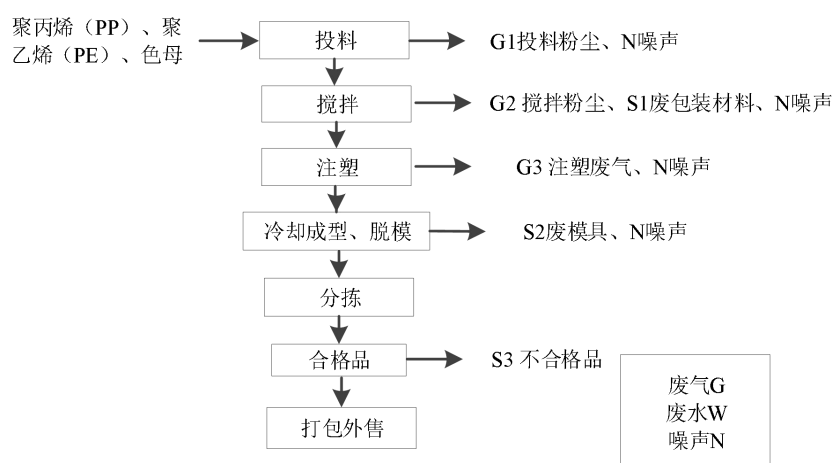 聚丙烯（PP）、聚
乙烯（PE）、色母
投料
G1投料粉尘、N噪声
搅拌
G2 搅拌粉尘、S1废包装材料、N噪声
注塑
G3 注塑废气、N噪声
冷却成型、脱模
S2废模具、N噪声
分拣
合格品
S3 不合格品
打包外售
废气G
废水W
噪声N